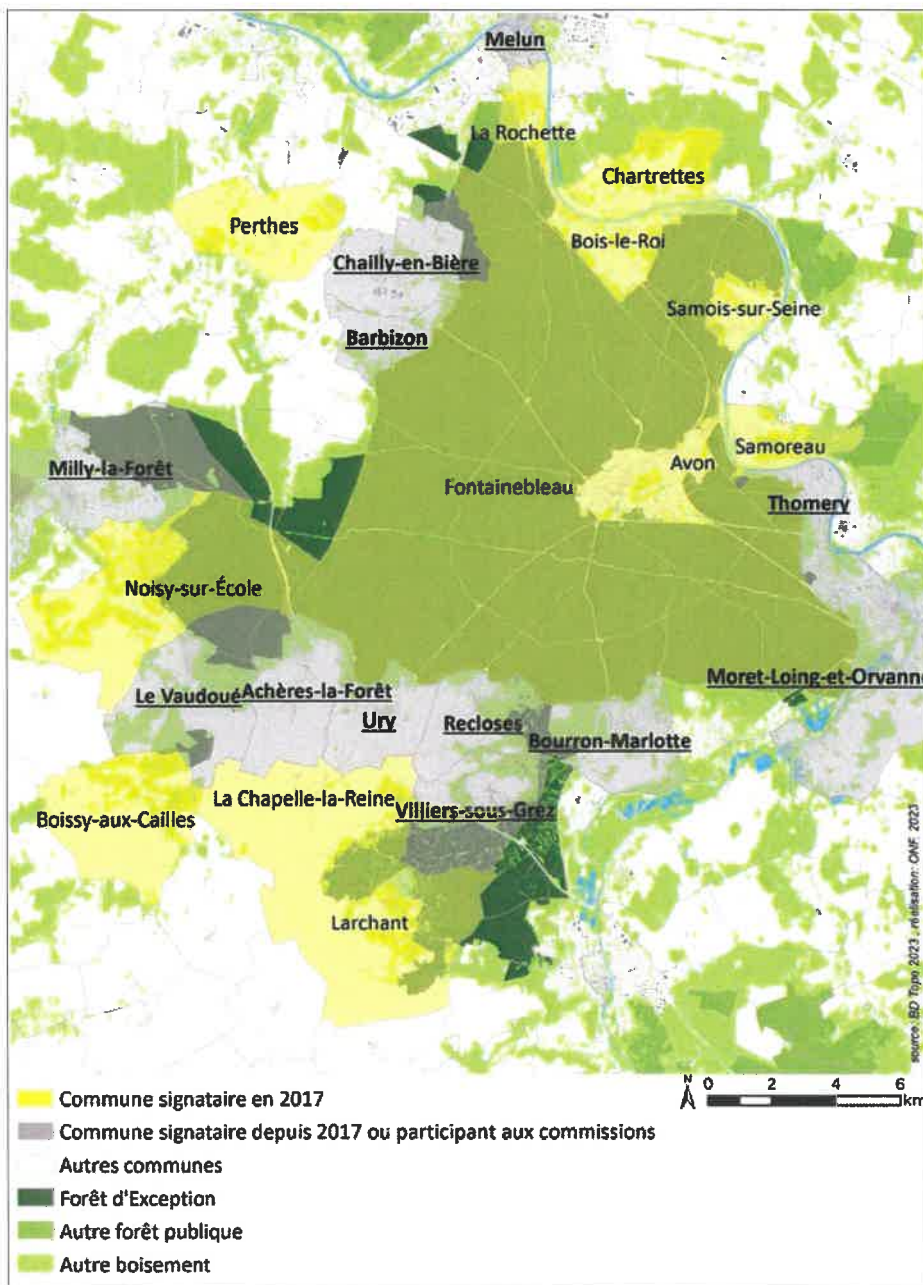 Melun
La Rochette
Chartrettes
Perthes
Bois-le-Roi
Chailly-en-Bière
Samois-sur-Seine
Barbizon
Samoreau
Avon
Milly-la-Forêt
Fontainebleau
Thomery
Noisy-sur-École
Moret-Loing-et-Orvanne
Le Vaudoué
Achères-la-Forêt
Ury
Recloses
Bourron-Marlotte
La Chapelle-la-Reine
Villiers-sous-Grez
Boissy-aux-Cailles
Larchant
source: BD Topo 2023 - réalisation: ONF, 2023
N
0 2 4 6
km
Commune signataire en 2017
Commune signataire depuis 2017 ou participant aux commissions
Autres communes
Forêt d'Exception
Autre forêt publique
Autre boisement